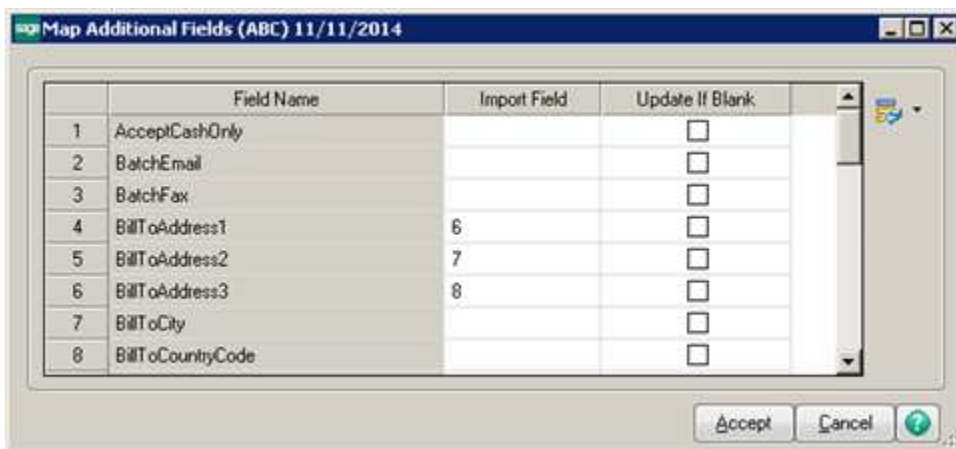 sage Map Additional Fields (ABC) 11/11/2014
Field Name Import Field Update If Blank
1 AcceptCashOnly
2 BatchEmail
3 BatchFax
4 BillToAddress1 6
5 BillToAddress2 7
6 BillToAddress3 8
7 BillToCity
8 BillToCountryCode
Accept Cancel ?